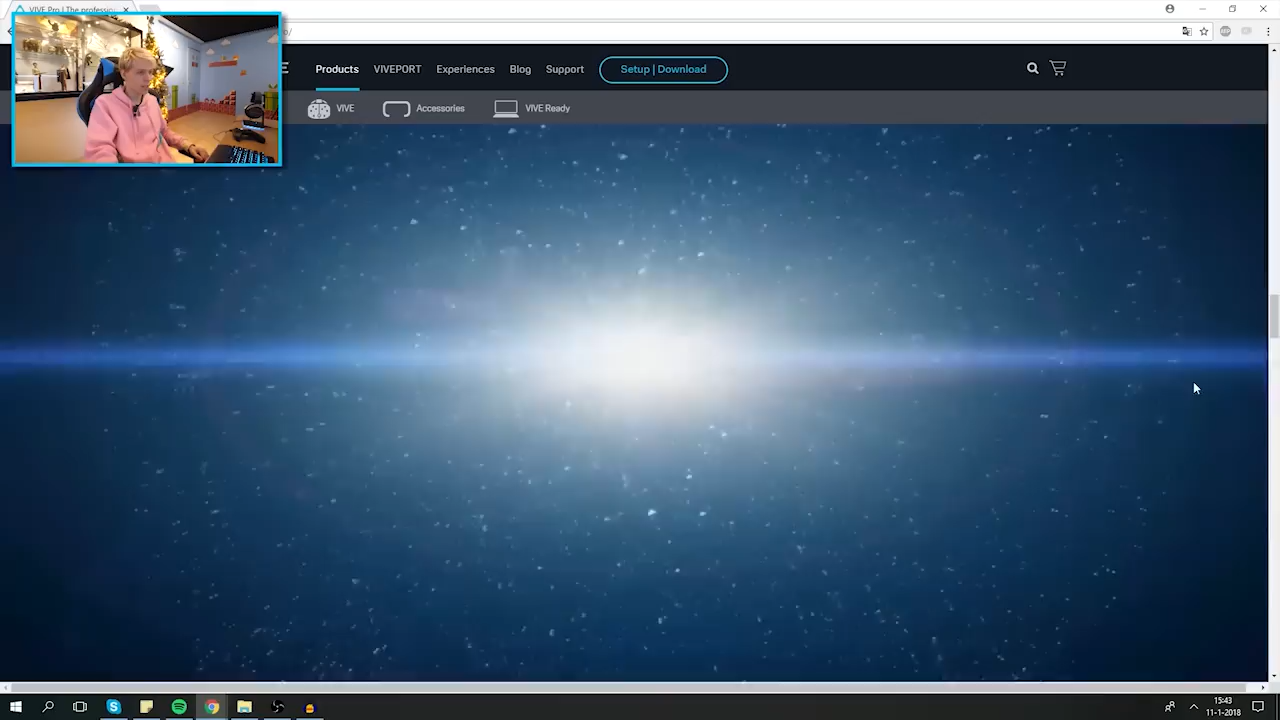 VIVE Pro | The profession
Products
VIVEPORT
Experiences
Blog
Support
Setup | Download
VIVE
Accessories
VIVE Ready
15:43
11-1-2018